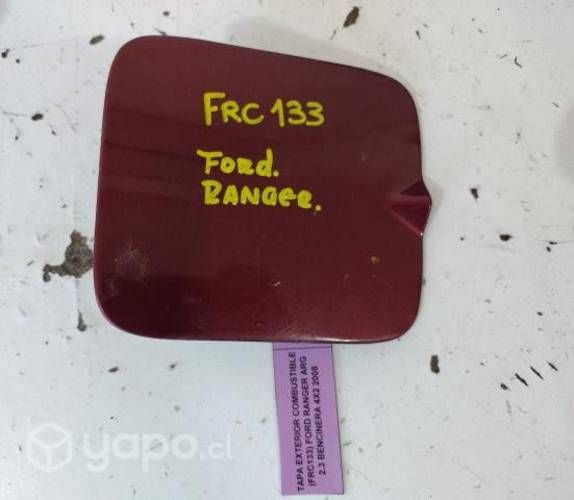 FRC 133
Ford.
RANGER.
TAPA EXTERIOR COMBUSTIBLE
(FRC133) FORD RANGER ARG
2.3 BENCINERA 4X2 2008
yapo.cl